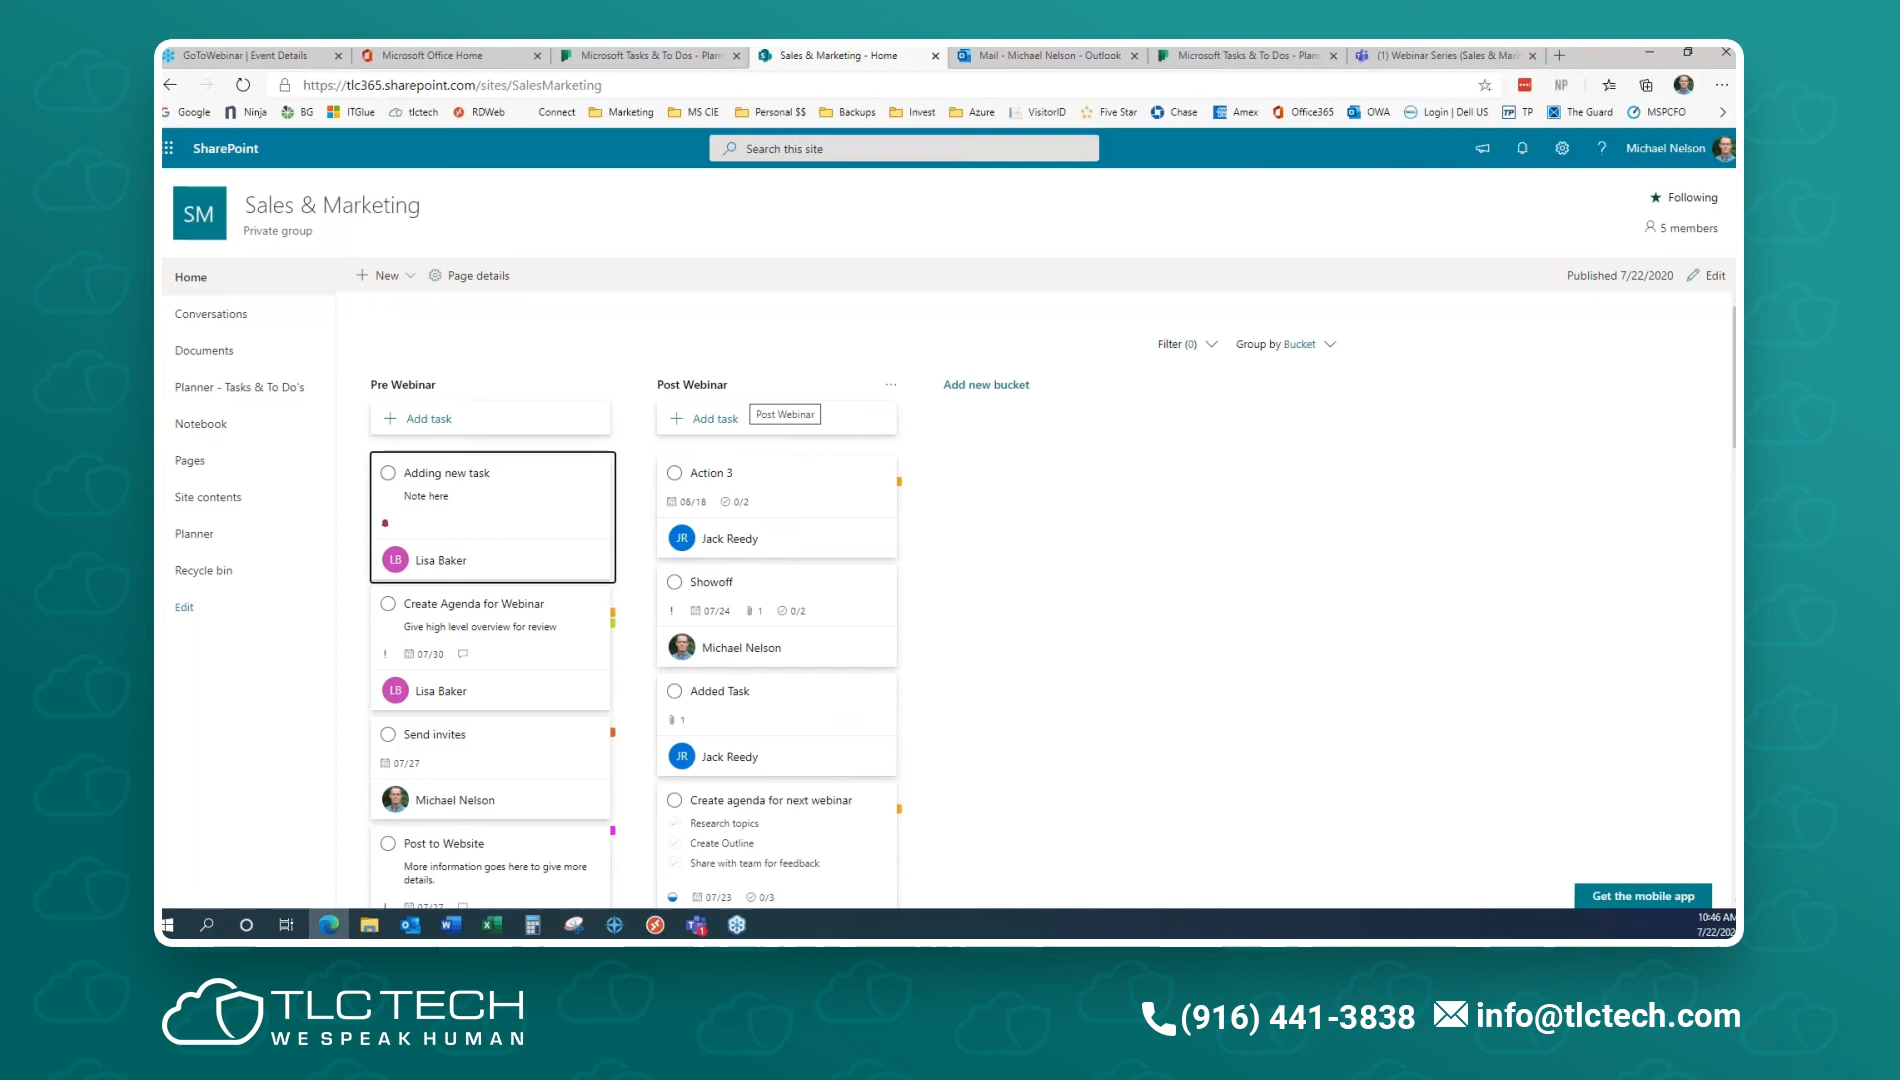 GoToWebinar | Event Details
Microsoft Office Home
Microsoft Tasks & To Dos - Plann
Sales & Marketing - Home
Mail - Michael Nelson - Outlook
Microsoft Tasks & To Dos - Plann
(1) Webinar Series (Sales & Mark
https://tlc365.sharepoint.com/sites/SalesMarketing
NP
Google Ninja BG ITGlue tlctech RDWeb Connect Marketing MS CIE Personal $$ Backups Invest Azure VisitorID Five Star Chase Amex Office365 OWA Login | Dell US TP The Guard MSPCFO
SharePoint
Search this site
Michael Nelson
SM
Sales & Marketing
Private group
Following
5 members
Home
New
Page details
Published 7/22/2020
Edit
Conversations
Documents
Planner - Tasks & To Do's
Notebook
Pages
Site contents
Planner
Recycle bin
Edit
Filter (0)
Group by Bucket
Pre Webinar
Add task
Adding new task
Note here
LB Lisa Baker
Create Agenda for Webinar
Give high level overview for review
! 07/30
LB Lisa Baker
Send invites
07/27
Michael Nelson
Post to Website
More information goes here to give more
details.
! 07/27
Post Webinar
Add task
Post Webinar
Action 3
08/18 0/2
JR Jack Reedy
Showoff
! 07/24 1 0/2
Michael Nelson
Added Task
1
JR Jack Reedy
Create agenda for next webinar
Research topics
Create Outline
Share with team for feedback
07/23 0/3
Add new bucket
Get the mobile app
10:46 AM
7/22/202
TLC TECH
WE SPEAK HUMAN
(916) 441-3838
info@tlctech.com